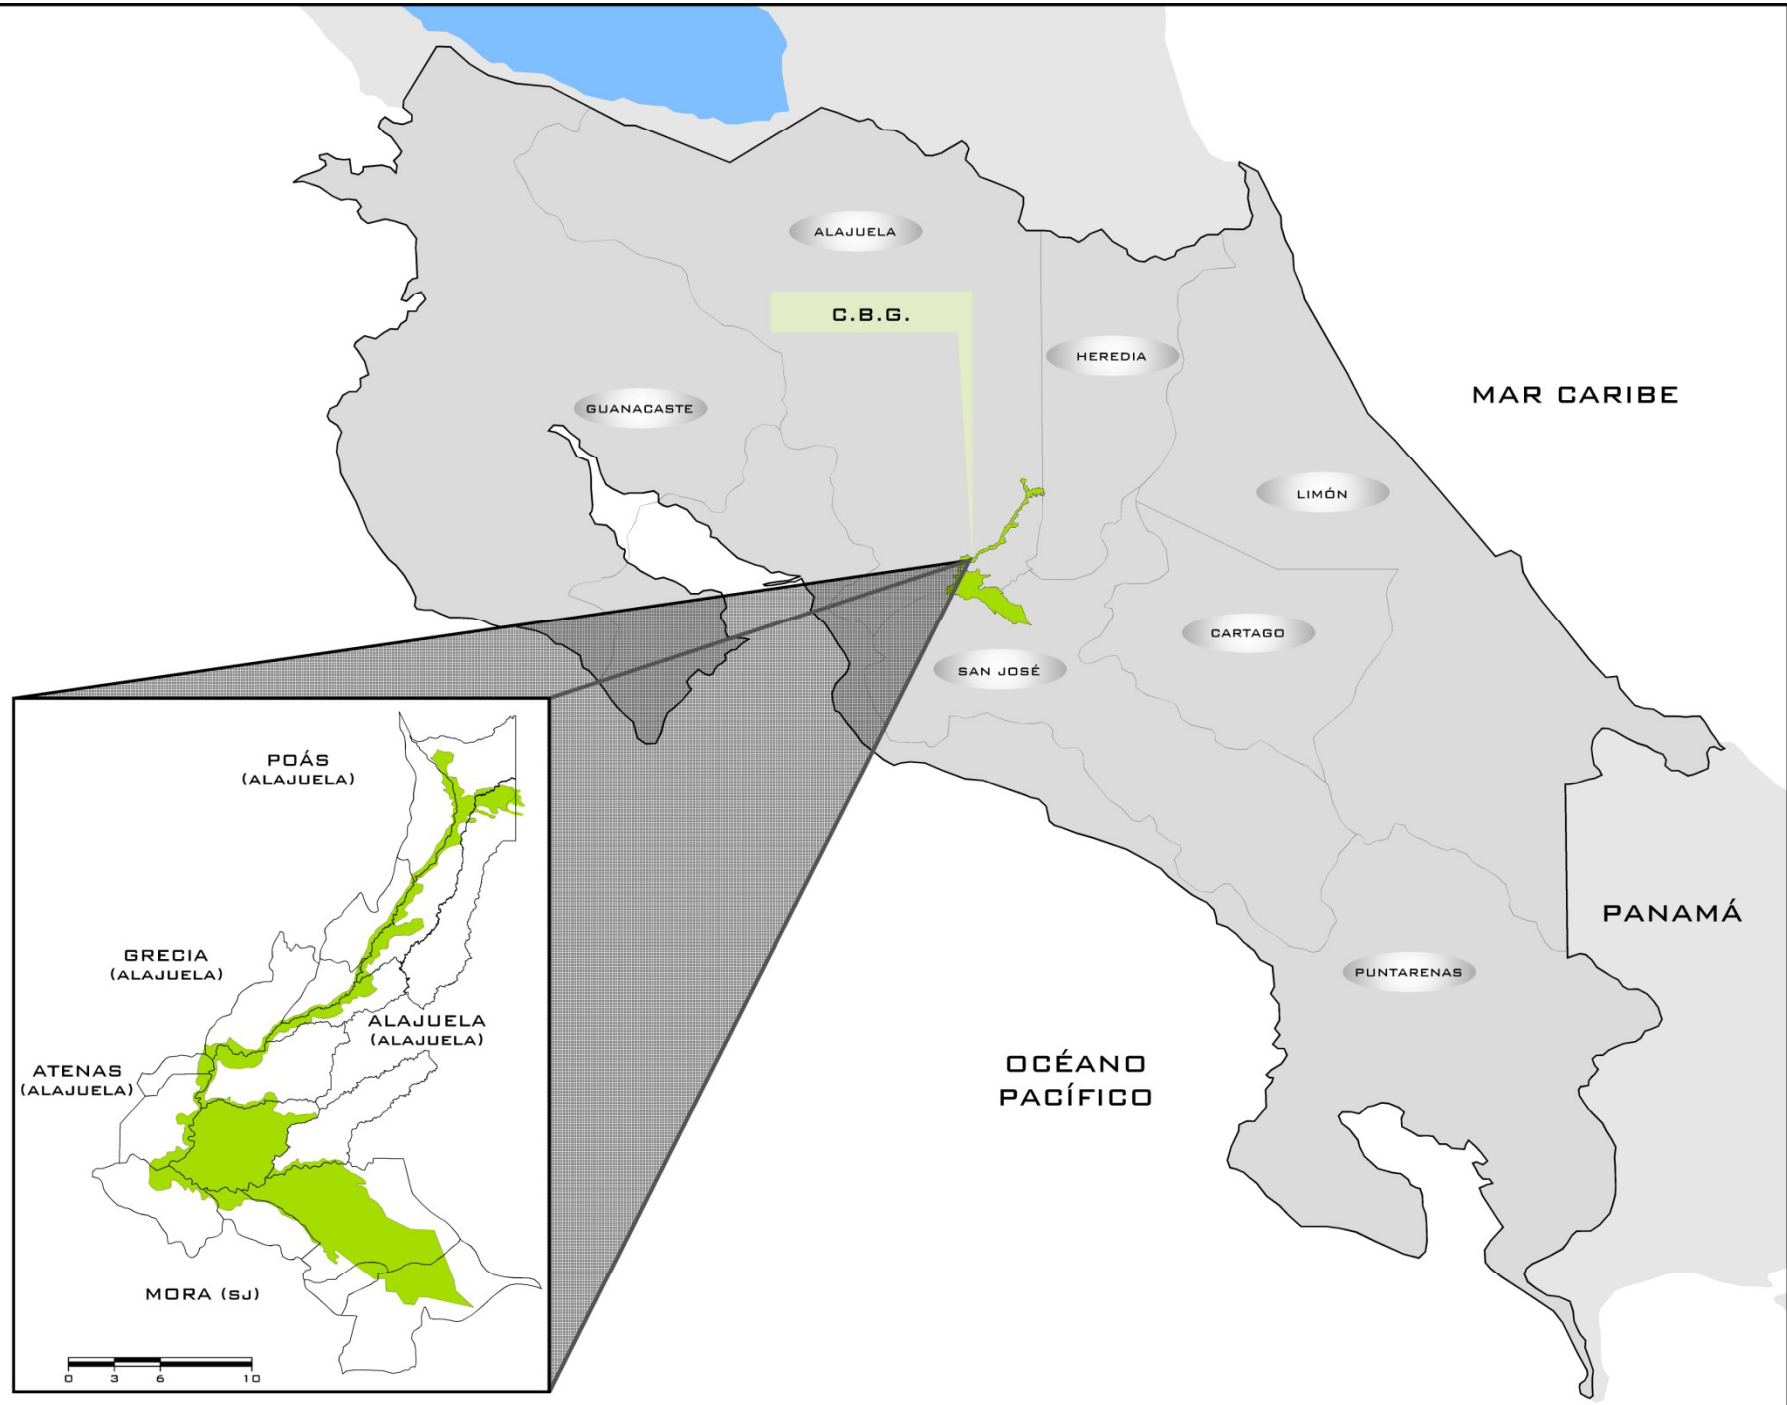 ALAJUELA
C.B.G.
HEREDIA
MAR CARIBE
GUANACASTE
LIMÓN
CARTAGO
SAN JOSÉ
PANAMÁ
PUNTARENAS
OCÉANO
PACÍFICO
POÁS
(ALAJUELA)
GRECIA
(ALAJUELA)
ALAJUELA
(ALAJUELA)
ATENAS
(ALAJUELA)
MORA (SJ)
0 3 6 10